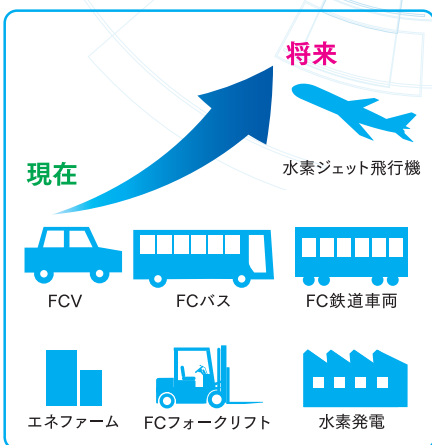 将来
水素ジェット飛行機
現在
FCV
FCバス
FC鉄道車両
エネファーム
FCフォークリフト
水素発電